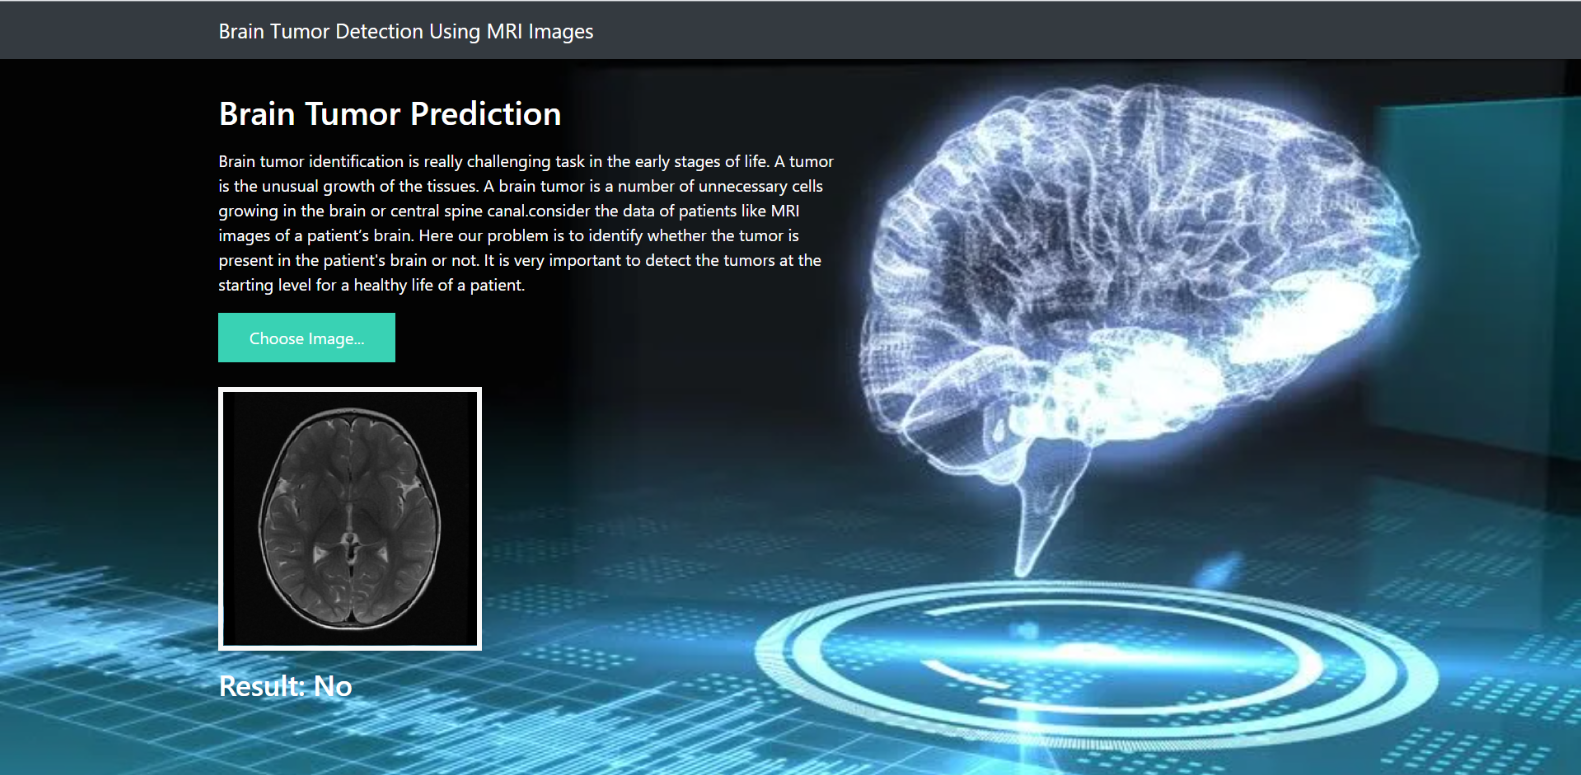 Brain Tumor Detection Using MRI Images
Brain Tumor Prediction
Brain tumor identification is really challenging task in the early stages of life. A tumor
is the unusual growth of the tissues. A brain tumor is a number of unnecessary cells
growing in the brain or central spine canal.consider the data of patients like MRI
images of a patient’s brain. Here our problem is to identify whether the tumor is
present in the patient's brain or not. It is very important to detect the tumors at the
starting level for a healthy life of a patient.
Choose Image...
Result: No